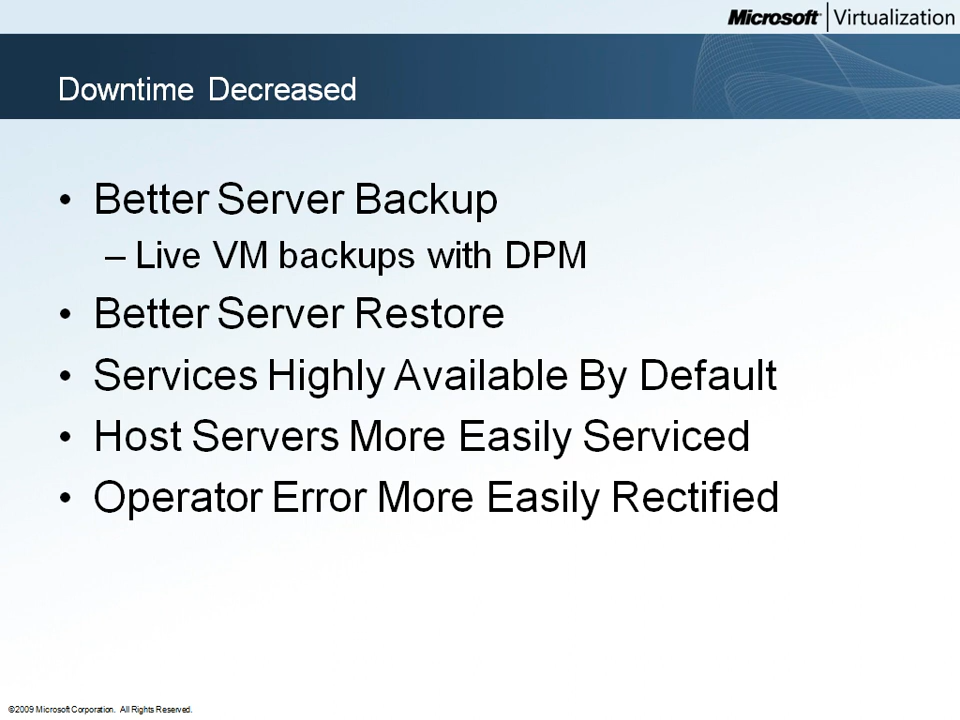 Microsoft | Virtualization
Downtime Decreased
• Better Server Backup
– Live VM backups with DPM
• Better Server Restore
• Services Highly Available By Default
• Host Servers More Easily Serviced
• Operator Error More Easily Rectified
©2009 Microsoft Corporation. All Rights Reserved.